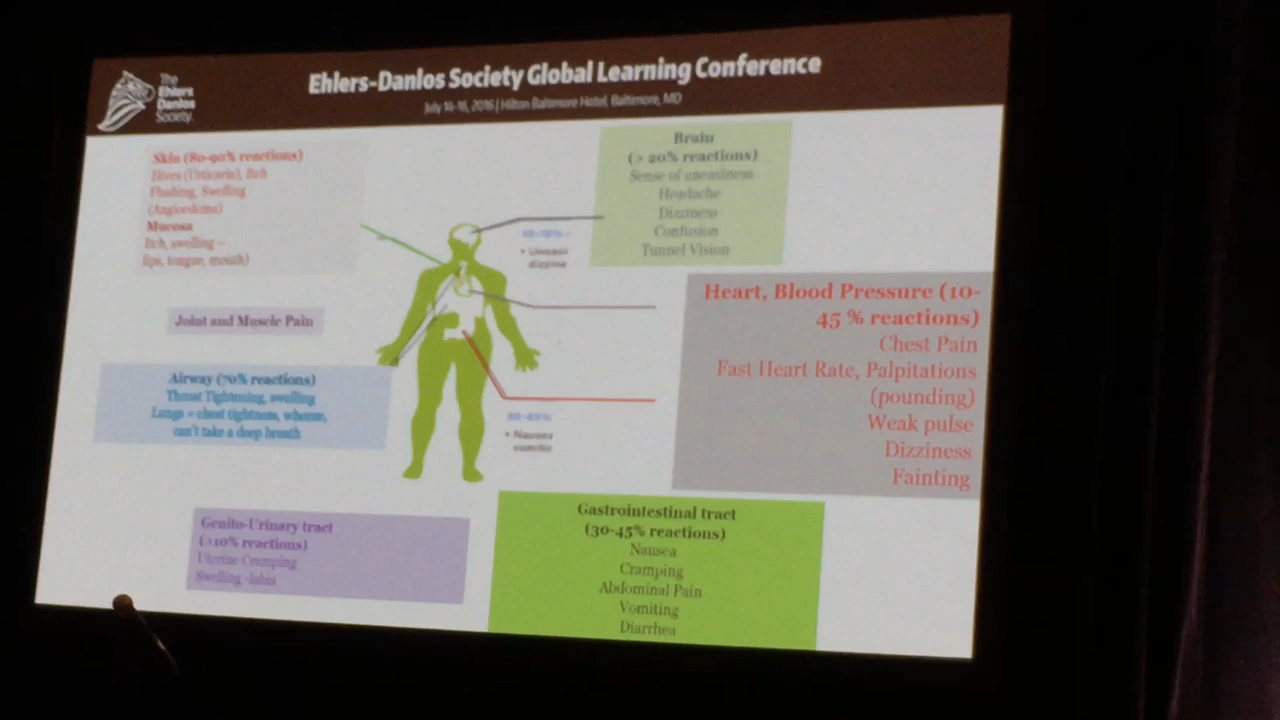 The
Ehlers
Danlos
Society.
Ehlers-Danlos Society Global Learning Conference
July 14-16, 2016 | Hilton Baltimore Hotel, Baltimore, MD
Skin (80-90% reactions)
Hives (Urticaria), Itch
Flushing, Swelling
(Angioedema)
Mucosa
Itch, swelling –
lips, tongue, mouth)
Brain
(> 20% reactions)
Sense of uneasiness
Headache
Dizziness
Confusion
Tunnel Vision
• Uneasi
dizzine
Heart, Blood Pressure (10-
45 % reactions)
Chest Pain
Fast Heart Rate, Palpitations
(pounding)
Weak pulse
Dizziness
Fainting
Joint and Muscle Pain
Airway (70% reactions)
Throat Tightening, swelling
Lungs = chest tightness, wheeze,
can't take a deep breath
30-45%
• Nausea
vomitin
Genito-Urinary tract
(>10% reactions)
Uterine Cramping
Swelling -labia
Gastrointestinal tract
(30-45% reactions)
Nausea
Cramping
Abdominal Pain
Vomiting
Diarrhea